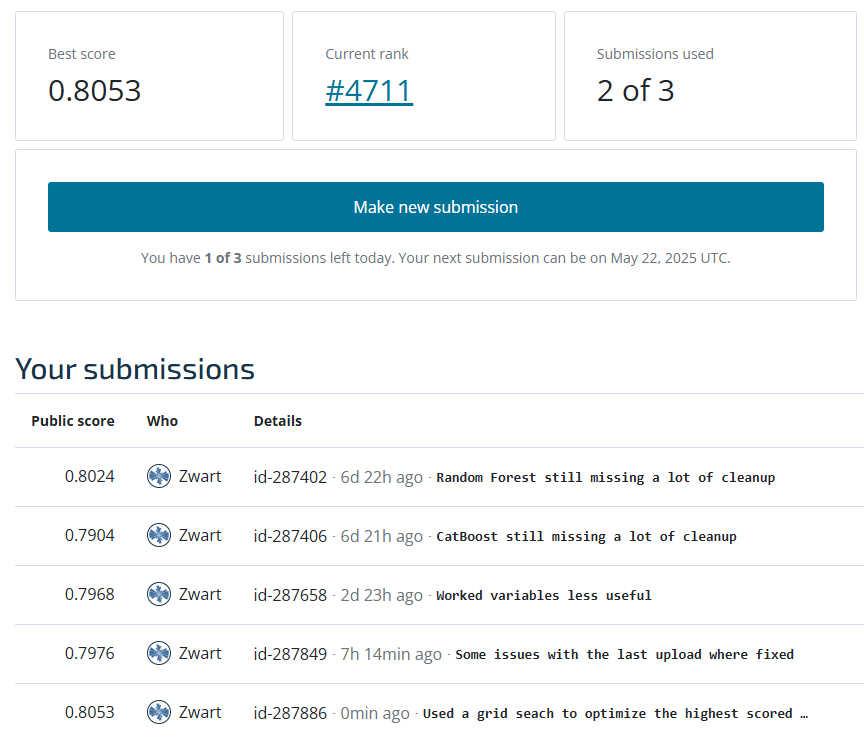 Best score
Current rank
Submissions used
0.8053
#4711
2 of 3
Make new submission
You have 1 of 3 submissions left today. Your next submission can be on May 22, 2025 UTC.
Your submissions
Public score Who Details
0.8024 Zwart id-287402 · 6d 22h ago · Random Forest still missing a lot of cleanup
0.7904 Zwart id-287406 · 6d 21h ago · CatBoost still missing a lot of cleanup
0.7968 Zwart id-287658 · 2d 23h ago · Worked variables less useful
0.7976 Zwart id-287849 · 7h 14min ago · Some issues with the last upload where fixed
0.8053 Zwart id-287886 · 0min ago · Used a grid seach to optimize the highest scored …